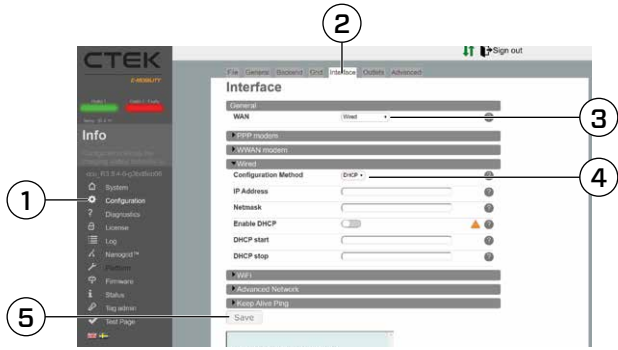 2
CTEK
E-MOBILITY
Sign out
File General Backend Grid Interface Outlets Advanced
Interface
General
WAN Wired
3
PPP modem
WWAN modem
Wired
Configuration Method DHCP
4
IP Address
Netmask
Enable DHCP
DHCP start
DHCP stop
WiFi
Advanced Network
Keep Alive Ping
Save
5
Info
System
1
Configuration
Diagnostics
License
Log
Nanogrid™
Platform
Firmware
Status
Tag admin
Test Page